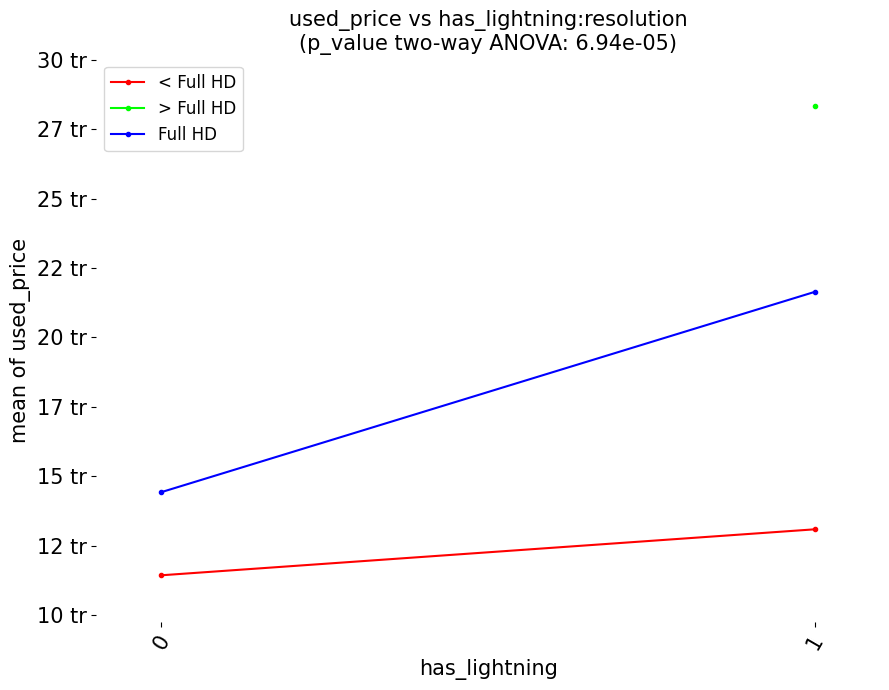 used_price vs has_lightning:resolution
(p_value two-way ANOVA: 6.94e-05)
30 tr
< Full HD
> Full HD
Full HD
27 tr
25 tr
22 tr
20 tr
17 tr
15 tr
12 tr
10 tr
mean of used_price
0
1
has_lightning